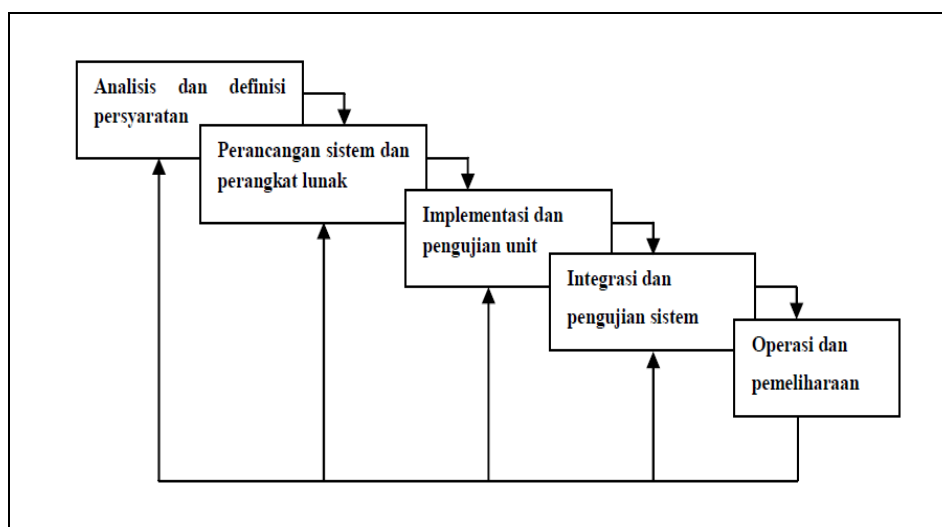 Analisis dan definisi
persyaratan
Perancangan sistem dan
perangkat lunak
Implementasi dan
pengujian unit
Integrasi dan
pengujian sistem
Operasi dan
pemeliharaan